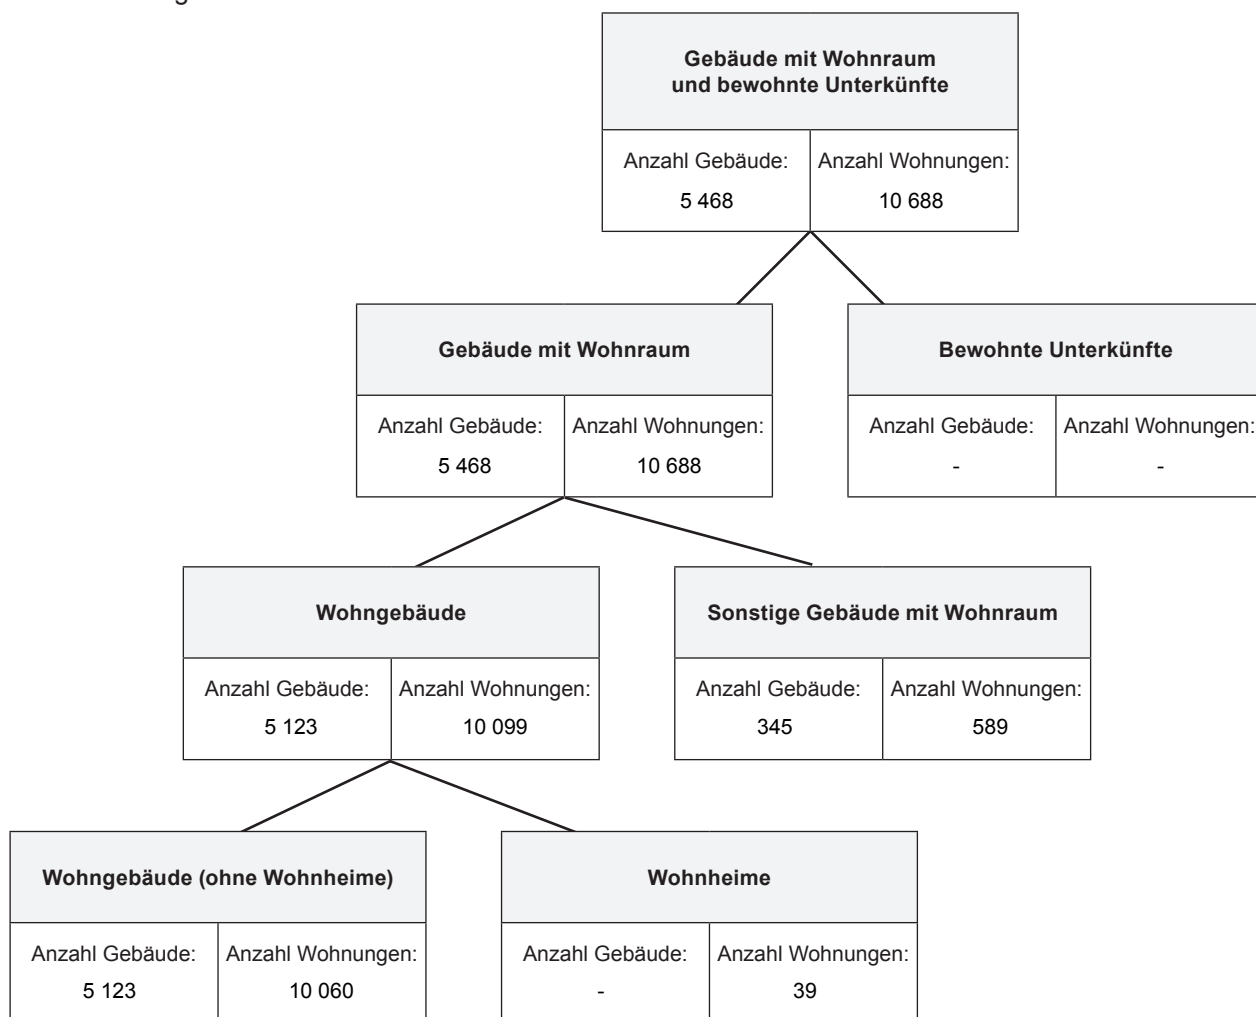 Gebäude mit Wohnraum
und bewohnte Unterkünfte
Anzahl Gebäude: Anzahl Wohnungen:
5 468 10 688
Gebäude mit Wohnraum
Anzahl Gebäude: Anzahl Wohnungen:
5 468 10 688
Bewohnte Unterkünfte
Anzahl Gebäude: Anzahl Wohnungen:
- -
Wohngebäude
Anzahl Gebäude: Anzahl Wohnungen:
5 123 10 099
Sonstige Gebäude mit Wohnraum
Anzahl Gebäude: Anzahl Wohnungen:
345 589
Wohngebäude (ohne Wohnheime)
Anzahl Gebäude: Anzahl Wohnungen:
5 123 10 060
Wohnheime
Anzahl Gebäude: Anzahl Wohnungen:
- 39